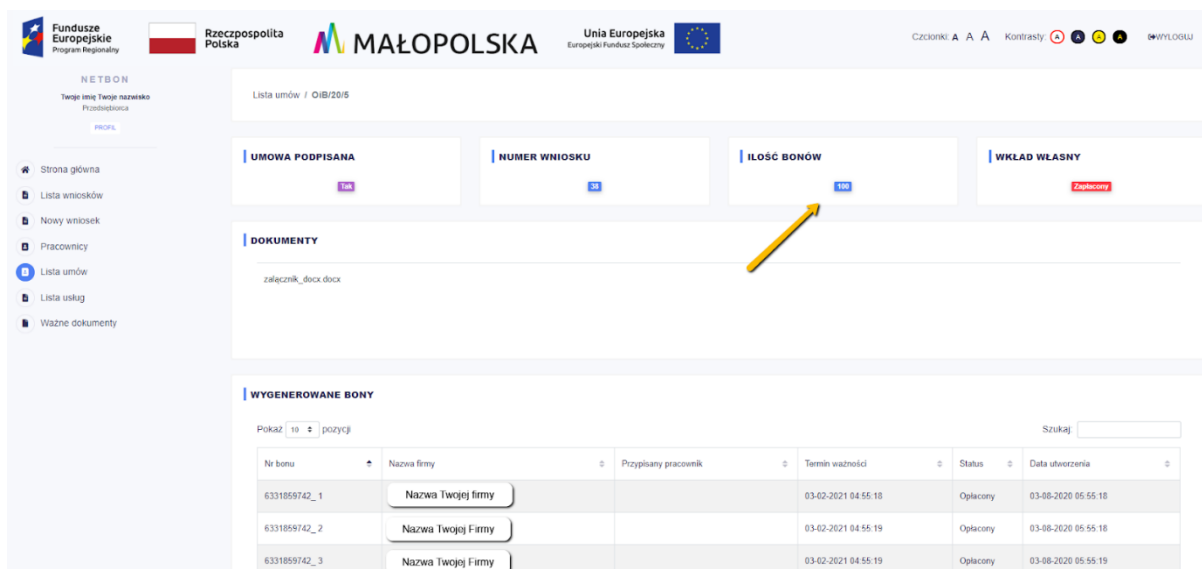 Fundusze
Europejskie
Program Regionalny
Rzeczpospolita
Polska
MAŁOPOLSKA
Unia Europejska
Europejski Fundusz Społeczny
Czcionki: A A A Kontrasty: A A A A WYLOGUJ
NETBON
Twoje imię Twoje nazwisko
Przedsiębiorca
PROFIL
Strona główna
Lista wniosków
Nowy wniosek
Pracownicy
Lista umów
Lista usług
Ważne dokumenty
Lista umów / OiB/20/5
UMOWA PODPISANA
Tak
NUMER WNIOSKU
38
ILOŚĆ BONÓW
100
WKŁAD WŁASNY
Zapłacony
DOKUMENTY
załącznik_docx.docx
WYGENEROWANE BONY
Pokaż 10 pozycji Szukaj:
Nr bonu Nazwa firmy Przypisany pracownik Termin ważności Status Data utworzenia
6331859742_ 1 Nazwa Twojej firmy 03-02-2021 04:55:18 Opłacony 03-08-2020 05:55:18
6331859742_ 2 Nazwa Twojej Firmy 03-02-2021 04:55:19 Opłacony 03-08-2020 05:55:18
6331859742_ 3 Nazwa Twojej Firmy 03-02-2021 04:55:19 Opłacony 03-08-2020 05:55:19